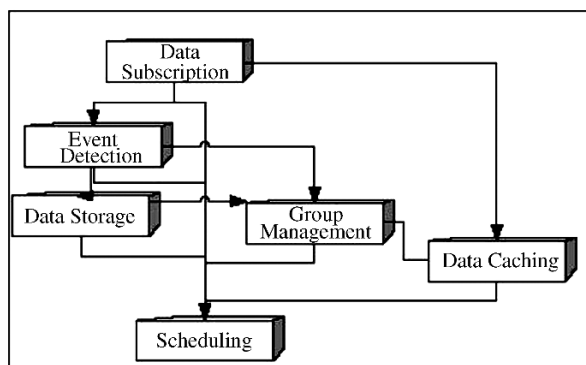 Data
Subscription
Event
Detection
Data Storage
Group
Management
Data Caching
Scheduling